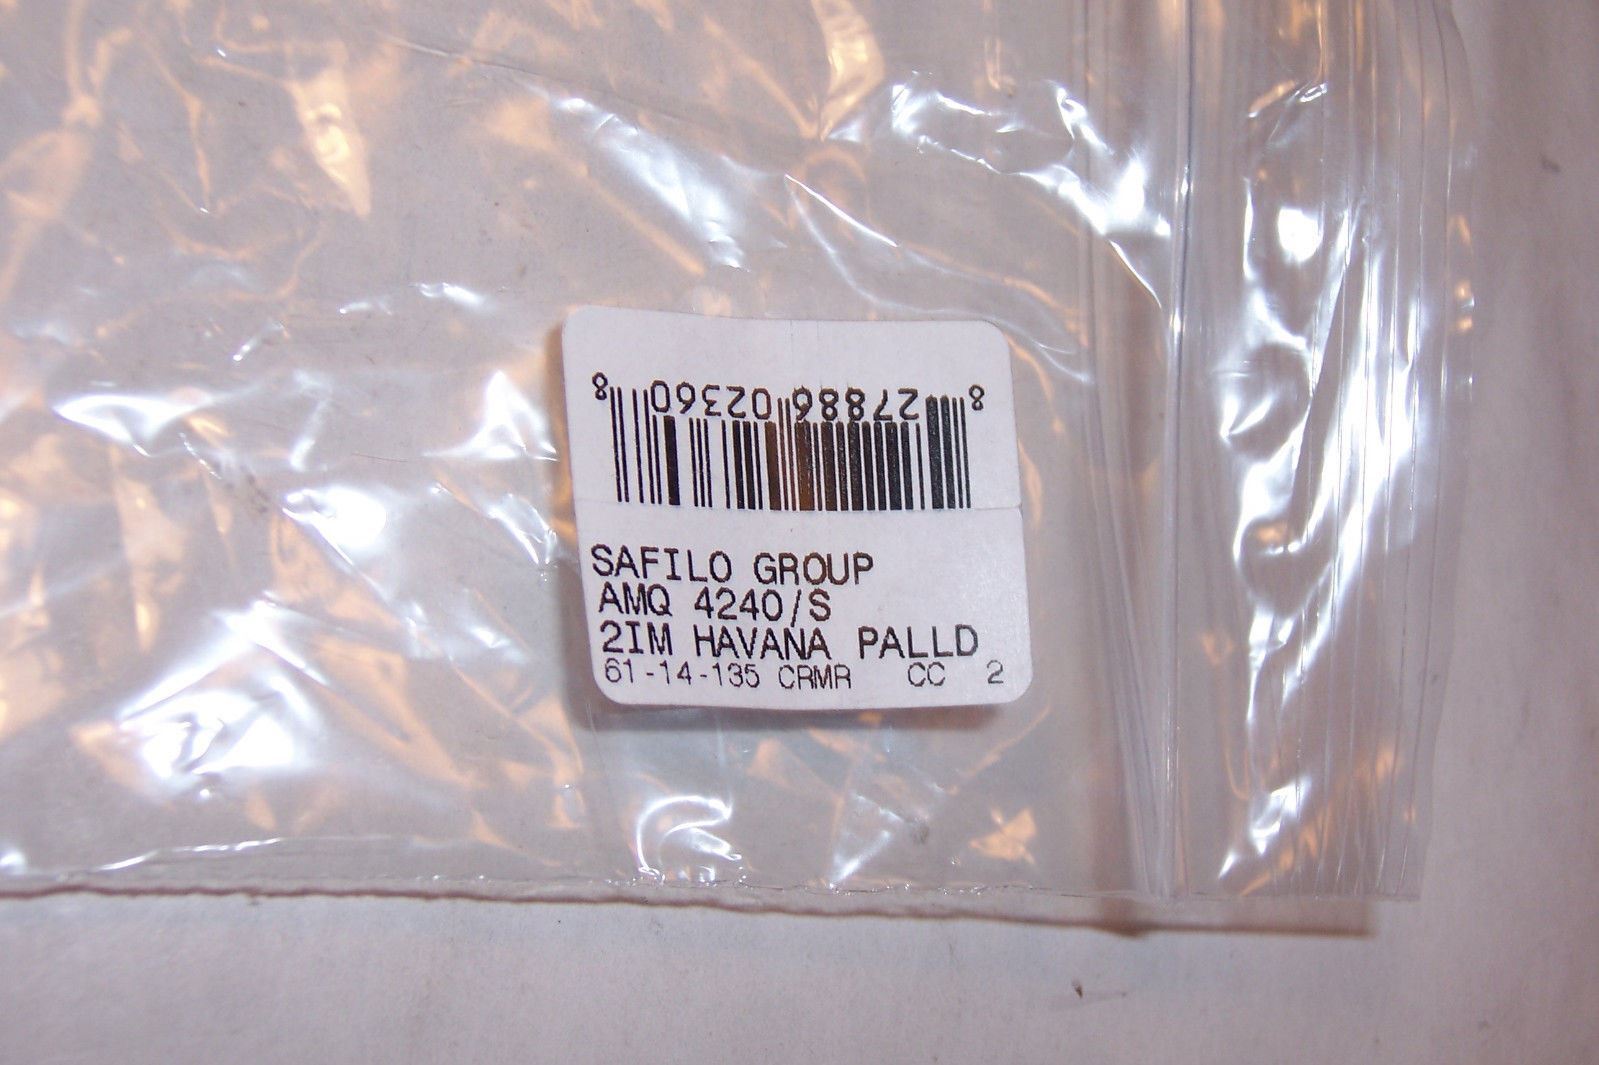 8 27886 02360 8
SAFILO GROUP
AMQ 4240/S
2IM HAVANA PALLD
61-14-135 CRMR CC 2